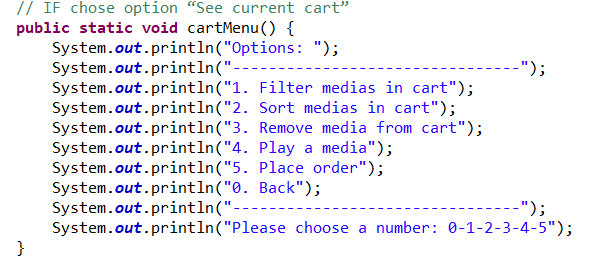 // IF chose option “See current cart”
public static void cartMenu() {
    System.out.println("Options: ");
    System.out.println("--------------------------------");
    System.out.println("1. Filter medias in cart");
    System.out.println("2. Sort medias in cart");
    System.out.println("3. Remove media from cart");
    System.out.println("4. Play a media");
    System.out.println("5. Place order");
    System.out.println("0. Back");
    System.out.println("--------------------------------");
    System.out.println("Please choose a number: 0-1-2-3-4-5");
}